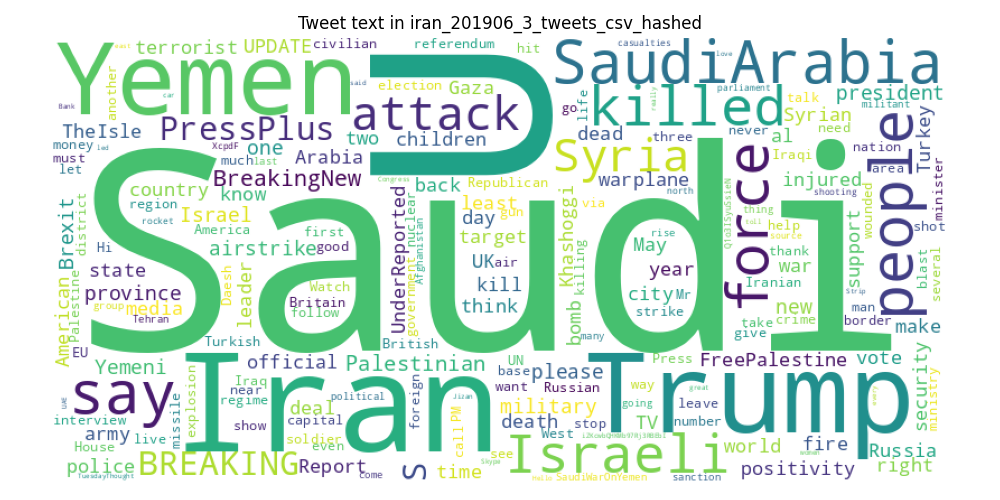 Tweet text in iran_201906_3_tweets_csv_hashed
terrorist UPDATE civilian referendum hit casualties love
Yemen U SaudiArabia
another said election Gaza go life really parliament president
Bank car attack killed talk militant
TheIsle PressPlus two children dead three never al Syrian need
money led XcpdF one Iraqi nation Turkey
must much last Arabia Syria people
let BreakingNew back Congress Republican warplane force injured area minister
country know least gun via north shooting
region Israel UnderReported nuclear day Khashoggi thing wounded shot
district America first target May rise help
Brexit Hi rocket airstrike good Afghanistan UK air killing year thank source support blast several
Saudi
state leader Watch government kill city Mr war Iranian
province Daesh Britain think bomb strike new man Strip
group media follow take crime border make
American Palestine Tehran Turkish British many give
EU official Palestinian UN Press FreePalestine vote
Yemeni Iraq base please way great security
say near Iran want Russian Trump every
UAE regime deal foreign political Jizan military going leave ministry
interview explosion show capital death stop TV number
army live missile soldier call PM West world fire
House even see Israeli Russia
police BREAKING Report S time Skype SaudiWarOnYemen sanction positivity right
TuesdayThought come Hello